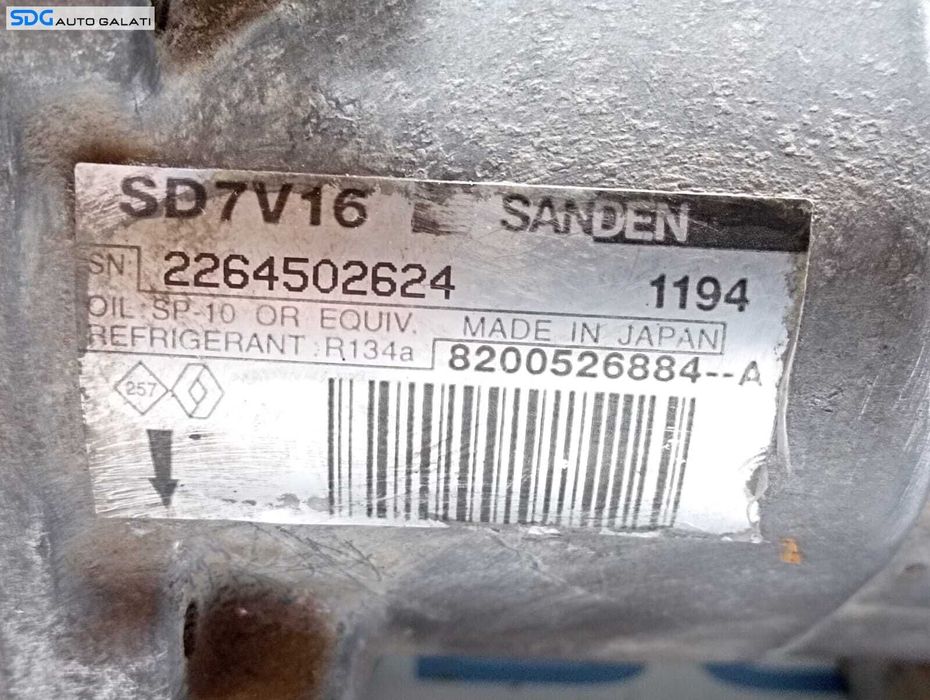 SDG AUTO GALATI
SD7V16 SANDEN
SN 2264502624 1194
OIL :SP-10 OR EQUIV. MADE IN JAPAN
REFRIGERANT :R134a 8200526884--A
257